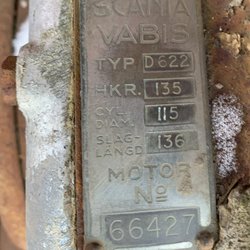 SCANIA
VABIS
TYP D622
HKR. 135
CYL. DIAM. 115
SLAG-
LÄNGD 136
MOTOR
No
66427